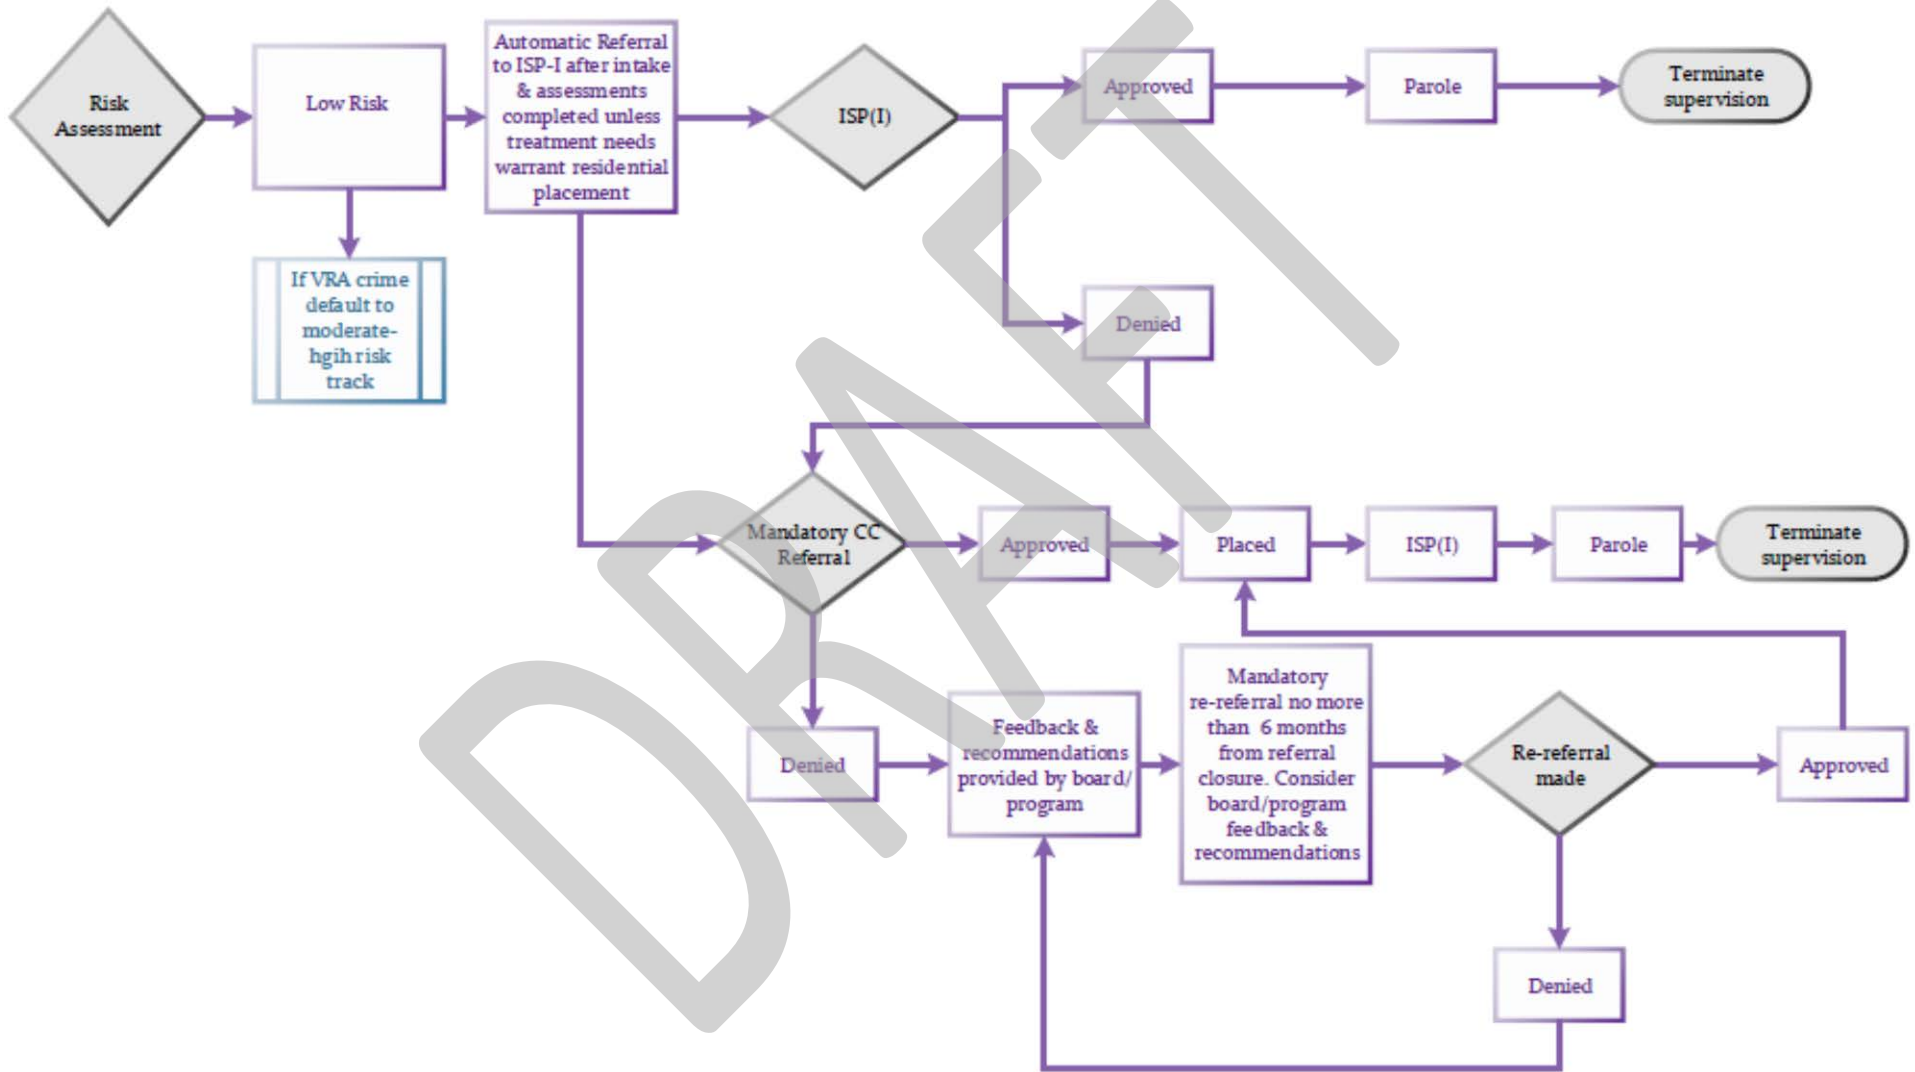 Risk
Assessment
Low Risk
Automatic Referral
to ISP-I after intake
& assessments
completed unless
treatment needs
warrant residential
placement
ISP(I)
Approved
Parole
Terminate
supervision
If VRA crime
default to
moderate-
hgih risk
track
Denied
Mandatory CC
Referral
Approved
Placed
ISP(I)
Parole
Terminate
supervision
Denied
Feedback &
recommendations
provided by board/
program
Mandatory
re-referral no more
than 6 months
from referral
closure. Consider
board/program
feedback &
recommendations
Re-referral
made
Approved
Denied
DRAFT